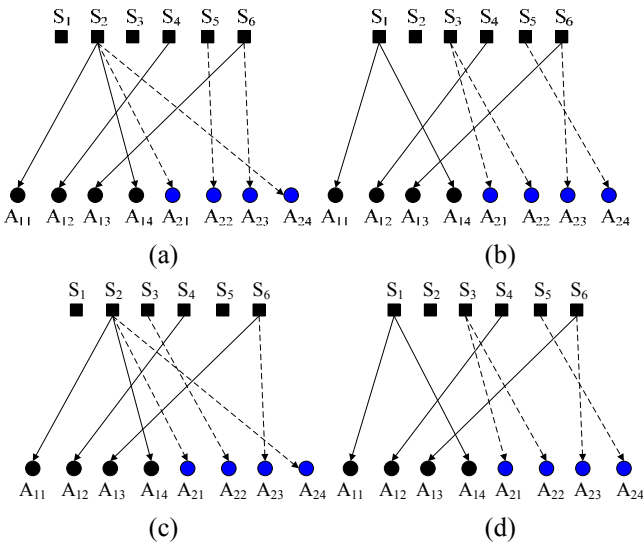 S₁ S₂ S₃ S₄ S₅ S₆
A₁₁ A₁₂ A₁₃ A₁₄ A₂₁ A₂₂ A₂₃ A₂₄
(a)
S₁ S₂ S₃ S₄ S₅ S₆
A₁₁ A₁₂ A₁₃ A₁₄ A₂₁ A₂₂ A₂₃ A₂₄
(b)
S₁ S₂ S₃ S₄ S₅ S₆
A₁₁ A₁₂ A₁₃ A₁₄ A₂₁ A₂₂ A₂₃ A₂₄
(c)
S₁ S₂ S₃ S₄ S₅ S₆
A₁₁ A₁₂ A₁₃ A₁₄ A₂₁ A₂₂ A₂₃ A₂₄
(d)